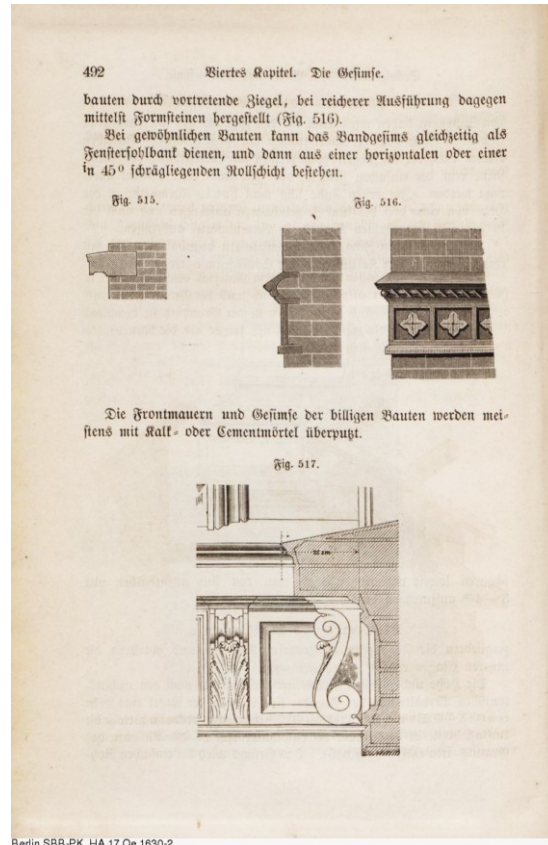 492 Viertes Kapitel. Die Gesimse.
bauten durch vortretende Ziegel, bei reicherer Ausführung dagegen
mittelst Formsteinen hergestellt (Fig. 516).
Bei gewöhnlichen Bauten kann das Bandgesims gleichzeitig als
Fenstersohlbank dienen, und dann aus einer horizontalen oder einer
in 45° schrägliegenden Rollschicht bestehen.
Fig. 515. Fig. 516.
Die Frontmauern und Gesimse der billigen Bauten werden mei-
stens mit Kalk- oder Cementmörtel überputzt.
Fig. 517.
Berlin SBB-PK, HA 17 Oe 1630-2